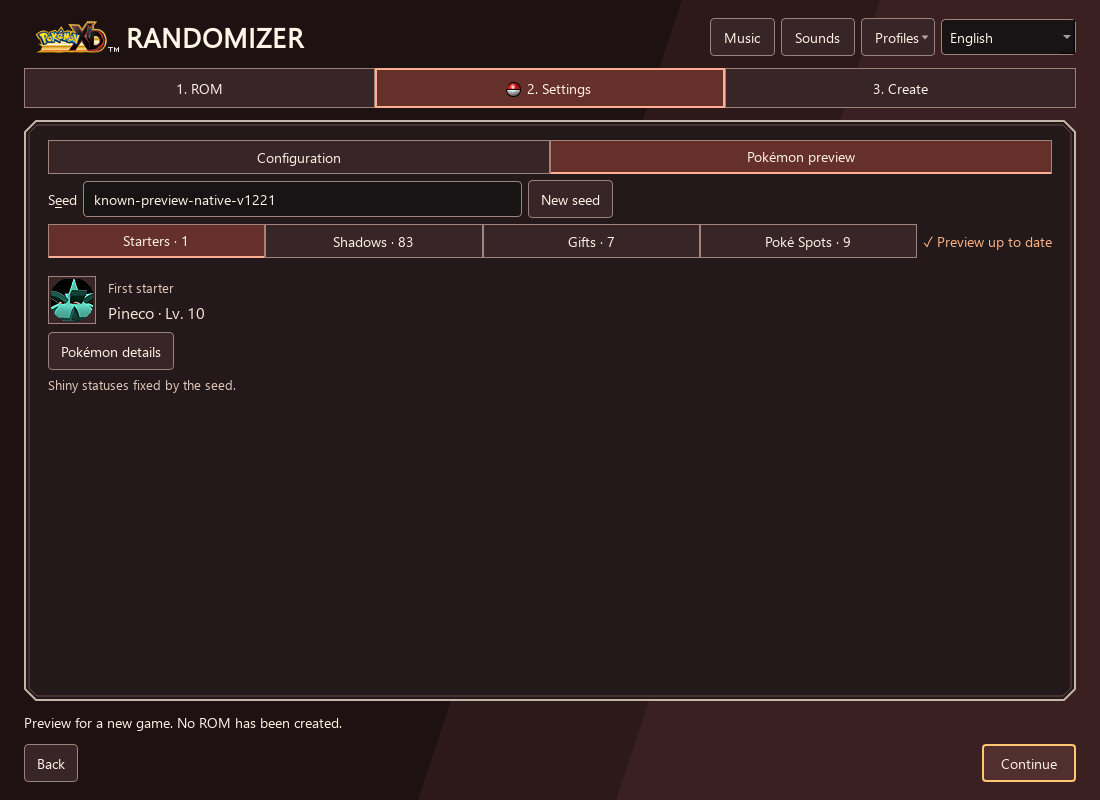 PoKéMoN XD™ RANDOMIZER
Music
Sounds
Profiles
English
1. ROM
2. Settings
3. Create
Configuration
Pokémon preview
Seed
known-preview-native-v1221
New seed
Starters · 1
Shadows · 83
Gifts · 7
Poké Spots · 9
✓ Preview up to date
First starter
Pineco · Lv. 10
Pokémon details
Shiny statuses fixed by the seed.
Preview for a new game. No ROM has been created.
Back
Continue